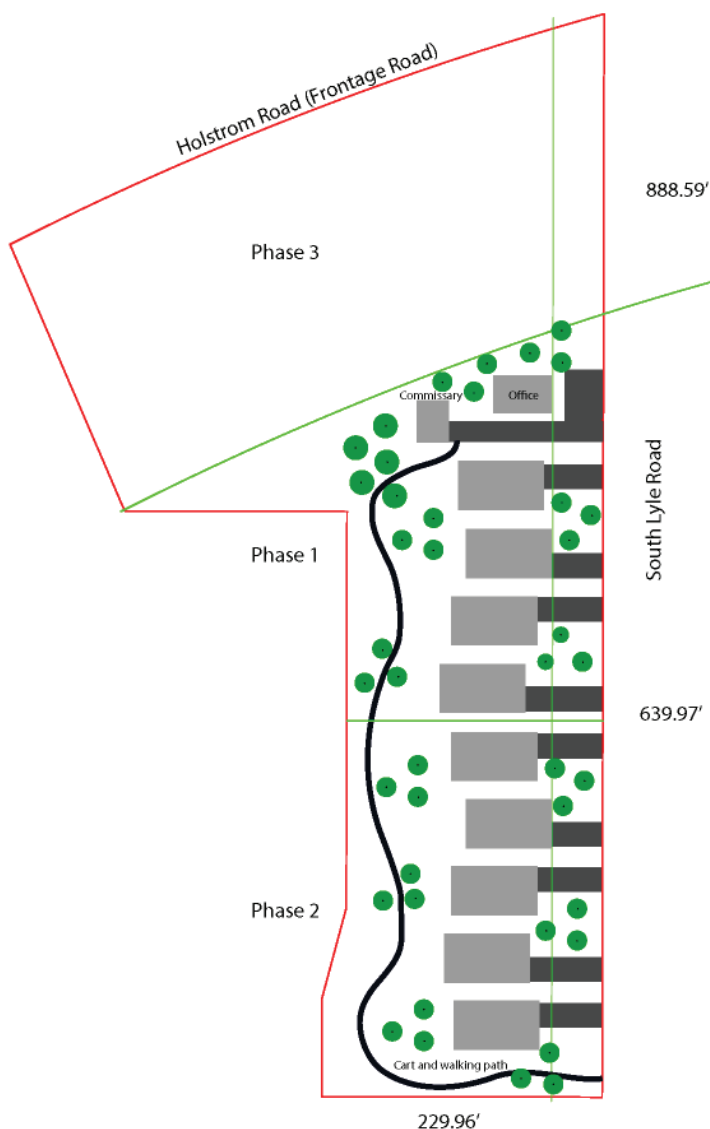 Holstrom Road (Frontage Road)
888.59'
Phase 3
Commissary
Office
South Lyle Road
Phase 1
639.97'
Phase 2
Cart and walking path
229.96'